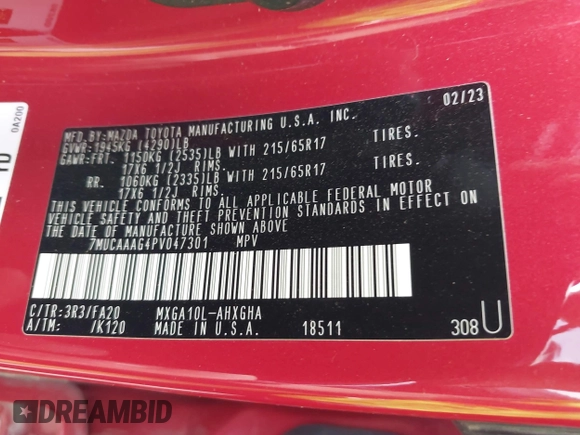 0A200
02/23
MFD.BY:MAZDA TOYOTA MANUFACTURING U.S.A. INC.
GVWR: 1945KG (4290)LB
GAWR:FRT. 1150KG (2535)LB WITH 215/65R17
17X6 1/2J RIMS.
RR. 1060KG (2335)LB WITH 215/65R17
17X6 1/2J RIMS.
THIS VEHICLE CONFORMS TO ALL APPLICABLE FEDERAL MOTOR
VEHICLE SAFETY AND THEFT PREVENTION STANDARDS IN EFFECT ON
THE DATE OF MANUFACTURE SHOWN ABOVE.
7MUCAAAG4PV047301 MPV
C/TR:3R3/FA20 MXGA10L-AHXGHA
A/TM: /K120 MADE IN U.S.A. 18511 308U
DREAMBID